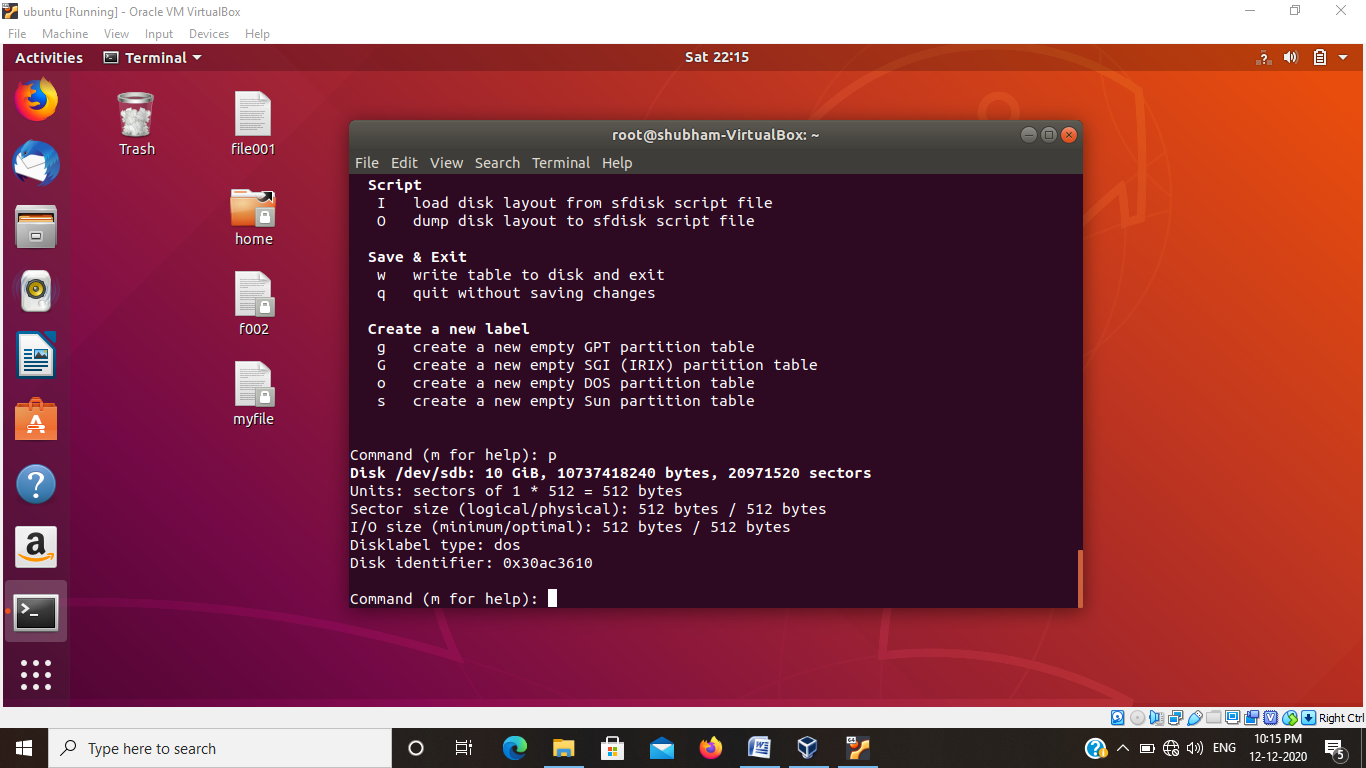 ubuntu [Running] - Oracle VM VirtualBox
File Machine View Input Devices Help
Activities Terminal Sat 22:15
Trash
file001
home
f002
myfile
root@shubham-VirtualBox: ~
File Edit View Search Terminal Help
Script
I load disk layout from sfdisk script file
O dump disk layout to sfdisk script file
Save & Exit
w write table to disk and exit
q quit without saving changes
Create a new label
g create a new empty GPT partition table
G create a new empty SGI (IRIX) partition table
o create a new empty DOS partition table
s create a new empty Sun partition table
Command (m for help): p
Disk /dev/sdb: 10 GiB, 10737418240 bytes, 20971520 sectors
Units: sectors of 1 * 512 = 512 bytes
Sector size (logical/physical): 512 bytes / 512 bytes
I/O size (minimum/optimal): 512 bytes / 512 bytes
Disklabel type: dos
Disk identifier: 0x30ac3610
Command (m for help):
Right Ctrl
Type here to search
ENG
10:15 PM
12-12-2020
5